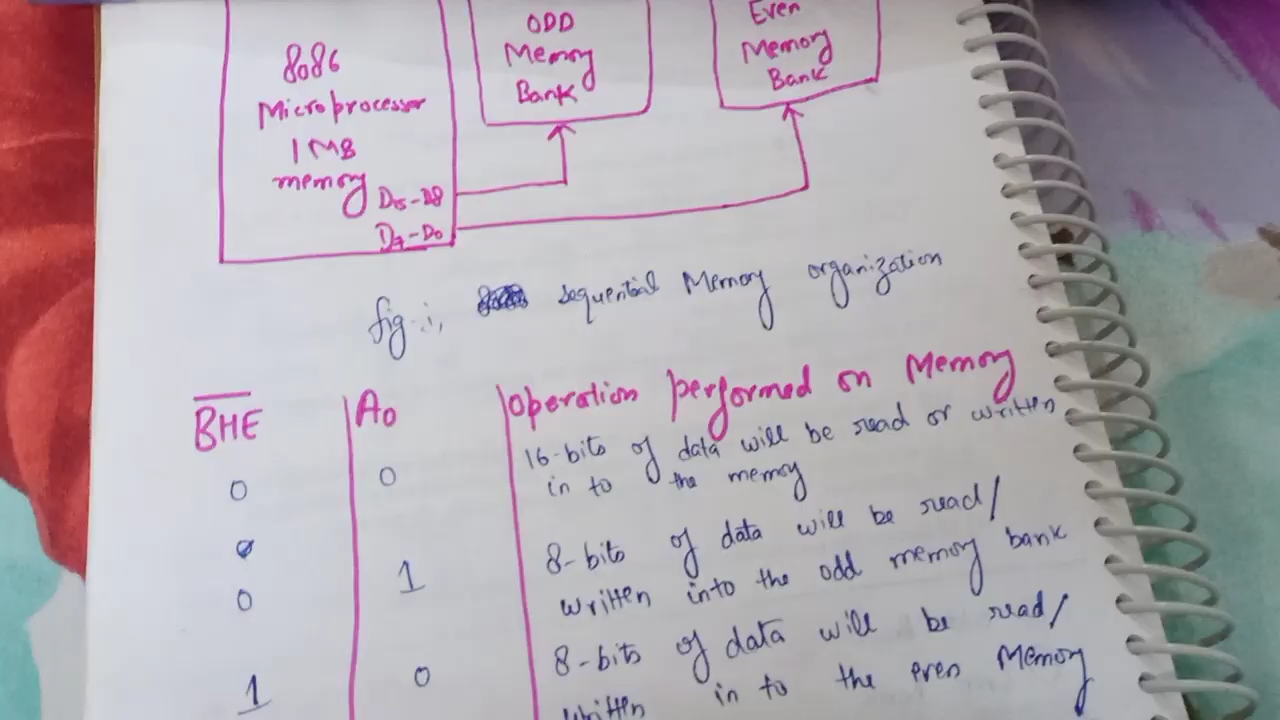 8086
Microprocessor
1 MB
memory
D15-D8
D7-D0
ODD
Memory
Bank
Even
Memory
Bank
fig:i, sequential Memory organization
BHE A0 Operation performed on Memory
0 0 16-bits of data will be read or written
in to the memoy
0 1 8-bits of data will be read/
written into the odd memory bank
1 0 8-bits of data will be read/
written in to the even Memory